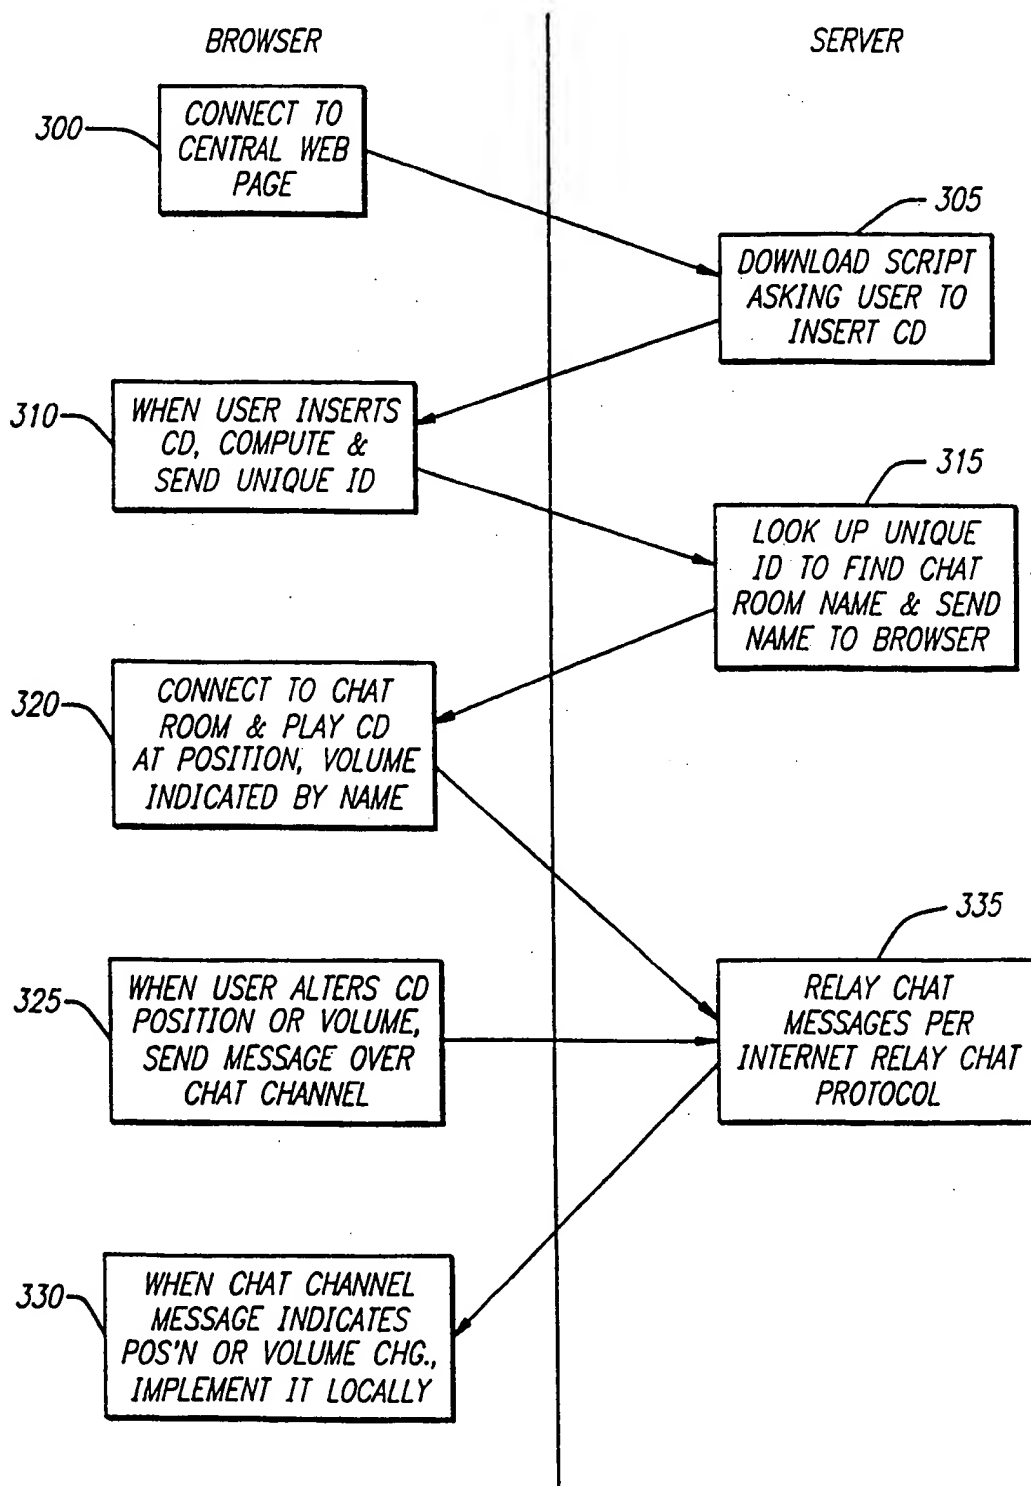 BROWSER
SERVER
300
CONNECT TO
CENTRAL WEB
PAGE
305
DOWNLOAD SCRIPT
ASKING USER TO
INSERT CD
310
WHEN USER INSERTS
CD, COMPUTE &
SEND UNIQUE ID
315
LOOK UP UNIQUE
ID TO FIND CHAT
ROOM NAME & SEND
NAME TO BROWSER
320
CONNECT TO CHAT
ROOM & PLAY CD
AT POSITION, VOLUME
INDICATED BY NAME
335
RELAY CHAT
MESSAGES PER
INTERNET RELAY CHAT
PROTOCOL
325
WHEN USER ALTERS CD
POSITION OR VOLUME,
SEND MESSAGE OVER
CHAT CHANNEL
330
WHEN CHAT CHANNEL
MESSAGE INDICATES
POS'N OR VOLUME CHG.,
IMPLEMENT IT LOCALLY